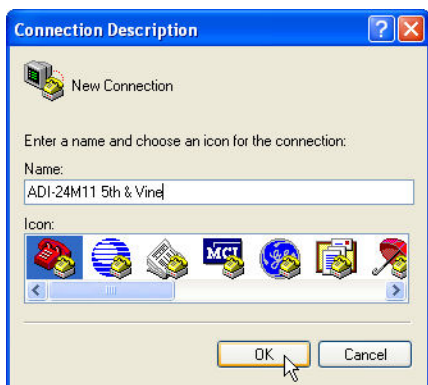 Connection Description
New Connection
Enter a name and choose an icon for the connection:
Name:
ADI-24M11 5th & Vine
Icon:
MCI
OK Cancel